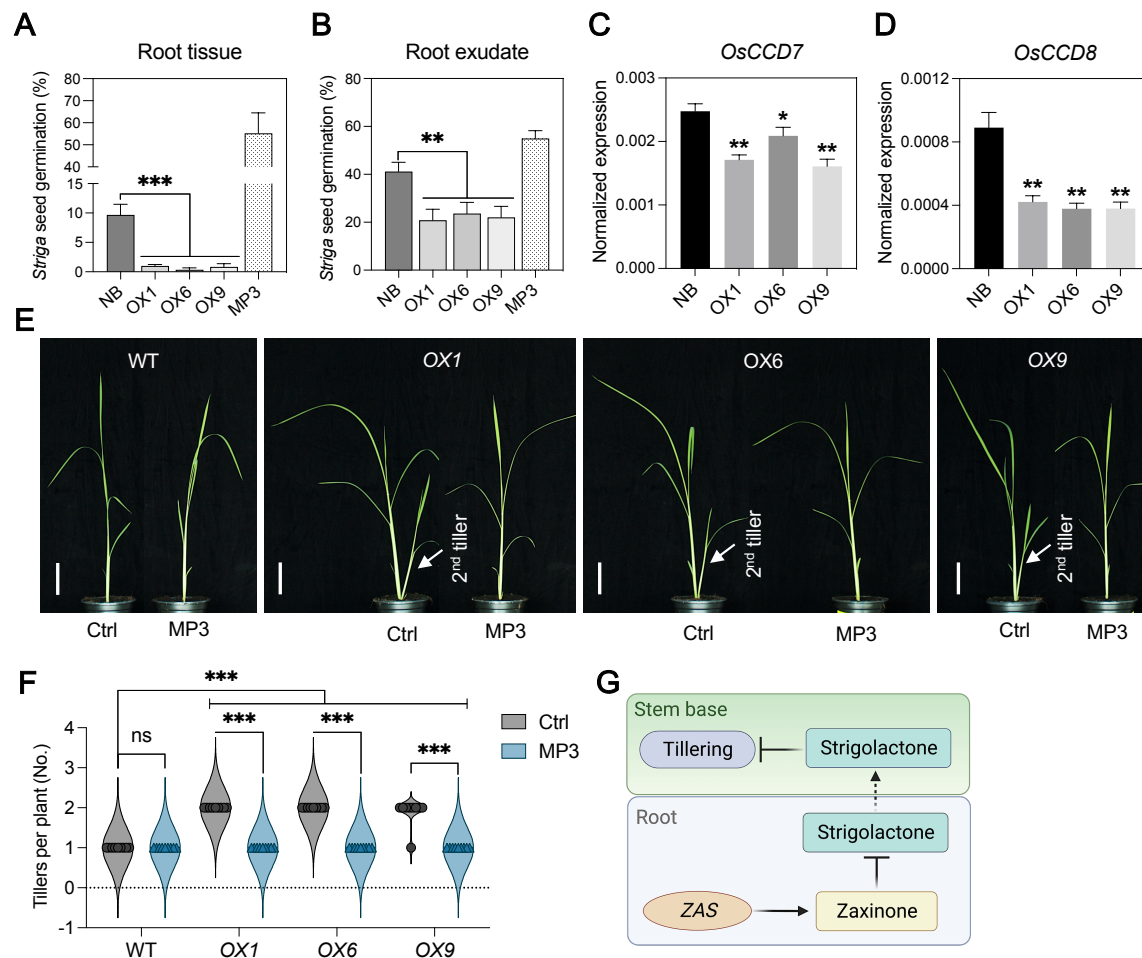 A
Root tissue
Striga seed germination (%)
80
70
60
50
40
15
10
5
0
***
NB
OX1
OX6
OX9
MP3
B
Root exudate
Striga seed germination (%)
80
60
40
20
0
**
NB
OX1
OX6
OX9
MP3
C
OsCCD7
Normalized expression
0.003
0.002
0.001
0.000
**
*
**
NB
OX1
OX6
OX9
D
OsCCD8
Normalized expression
0.0012
0.0008
0.0004
0.0000
**
**
**
NB
OX1
OX6
OX9
E
WT
Ctrl
MP3
OX1
2nd tiller
Ctrl
MP3
OX6
2nd tiller
Ctrl
MP3
OX9
2nd tiller
Ctrl
MP3
F
Tillers per plant (No.)
4
3
2
1
0
-1
***
ns
***
***
***
Ctrl
MP3
WT
OX1
OX6
OX9
G
Stem base
Tillering
Strigolactone
Root
Strigolactone
ZAS
Zaxinone